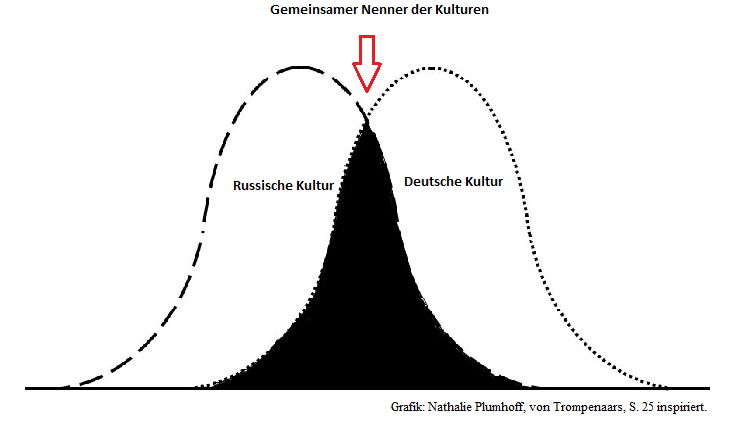 Gemeinsamer Nenner der Kulturen
Russische Kultur
Deutsche Kultur
Grafik: Nathalie Plumhoff, von Trompenaars, S. 25 inspiriert.